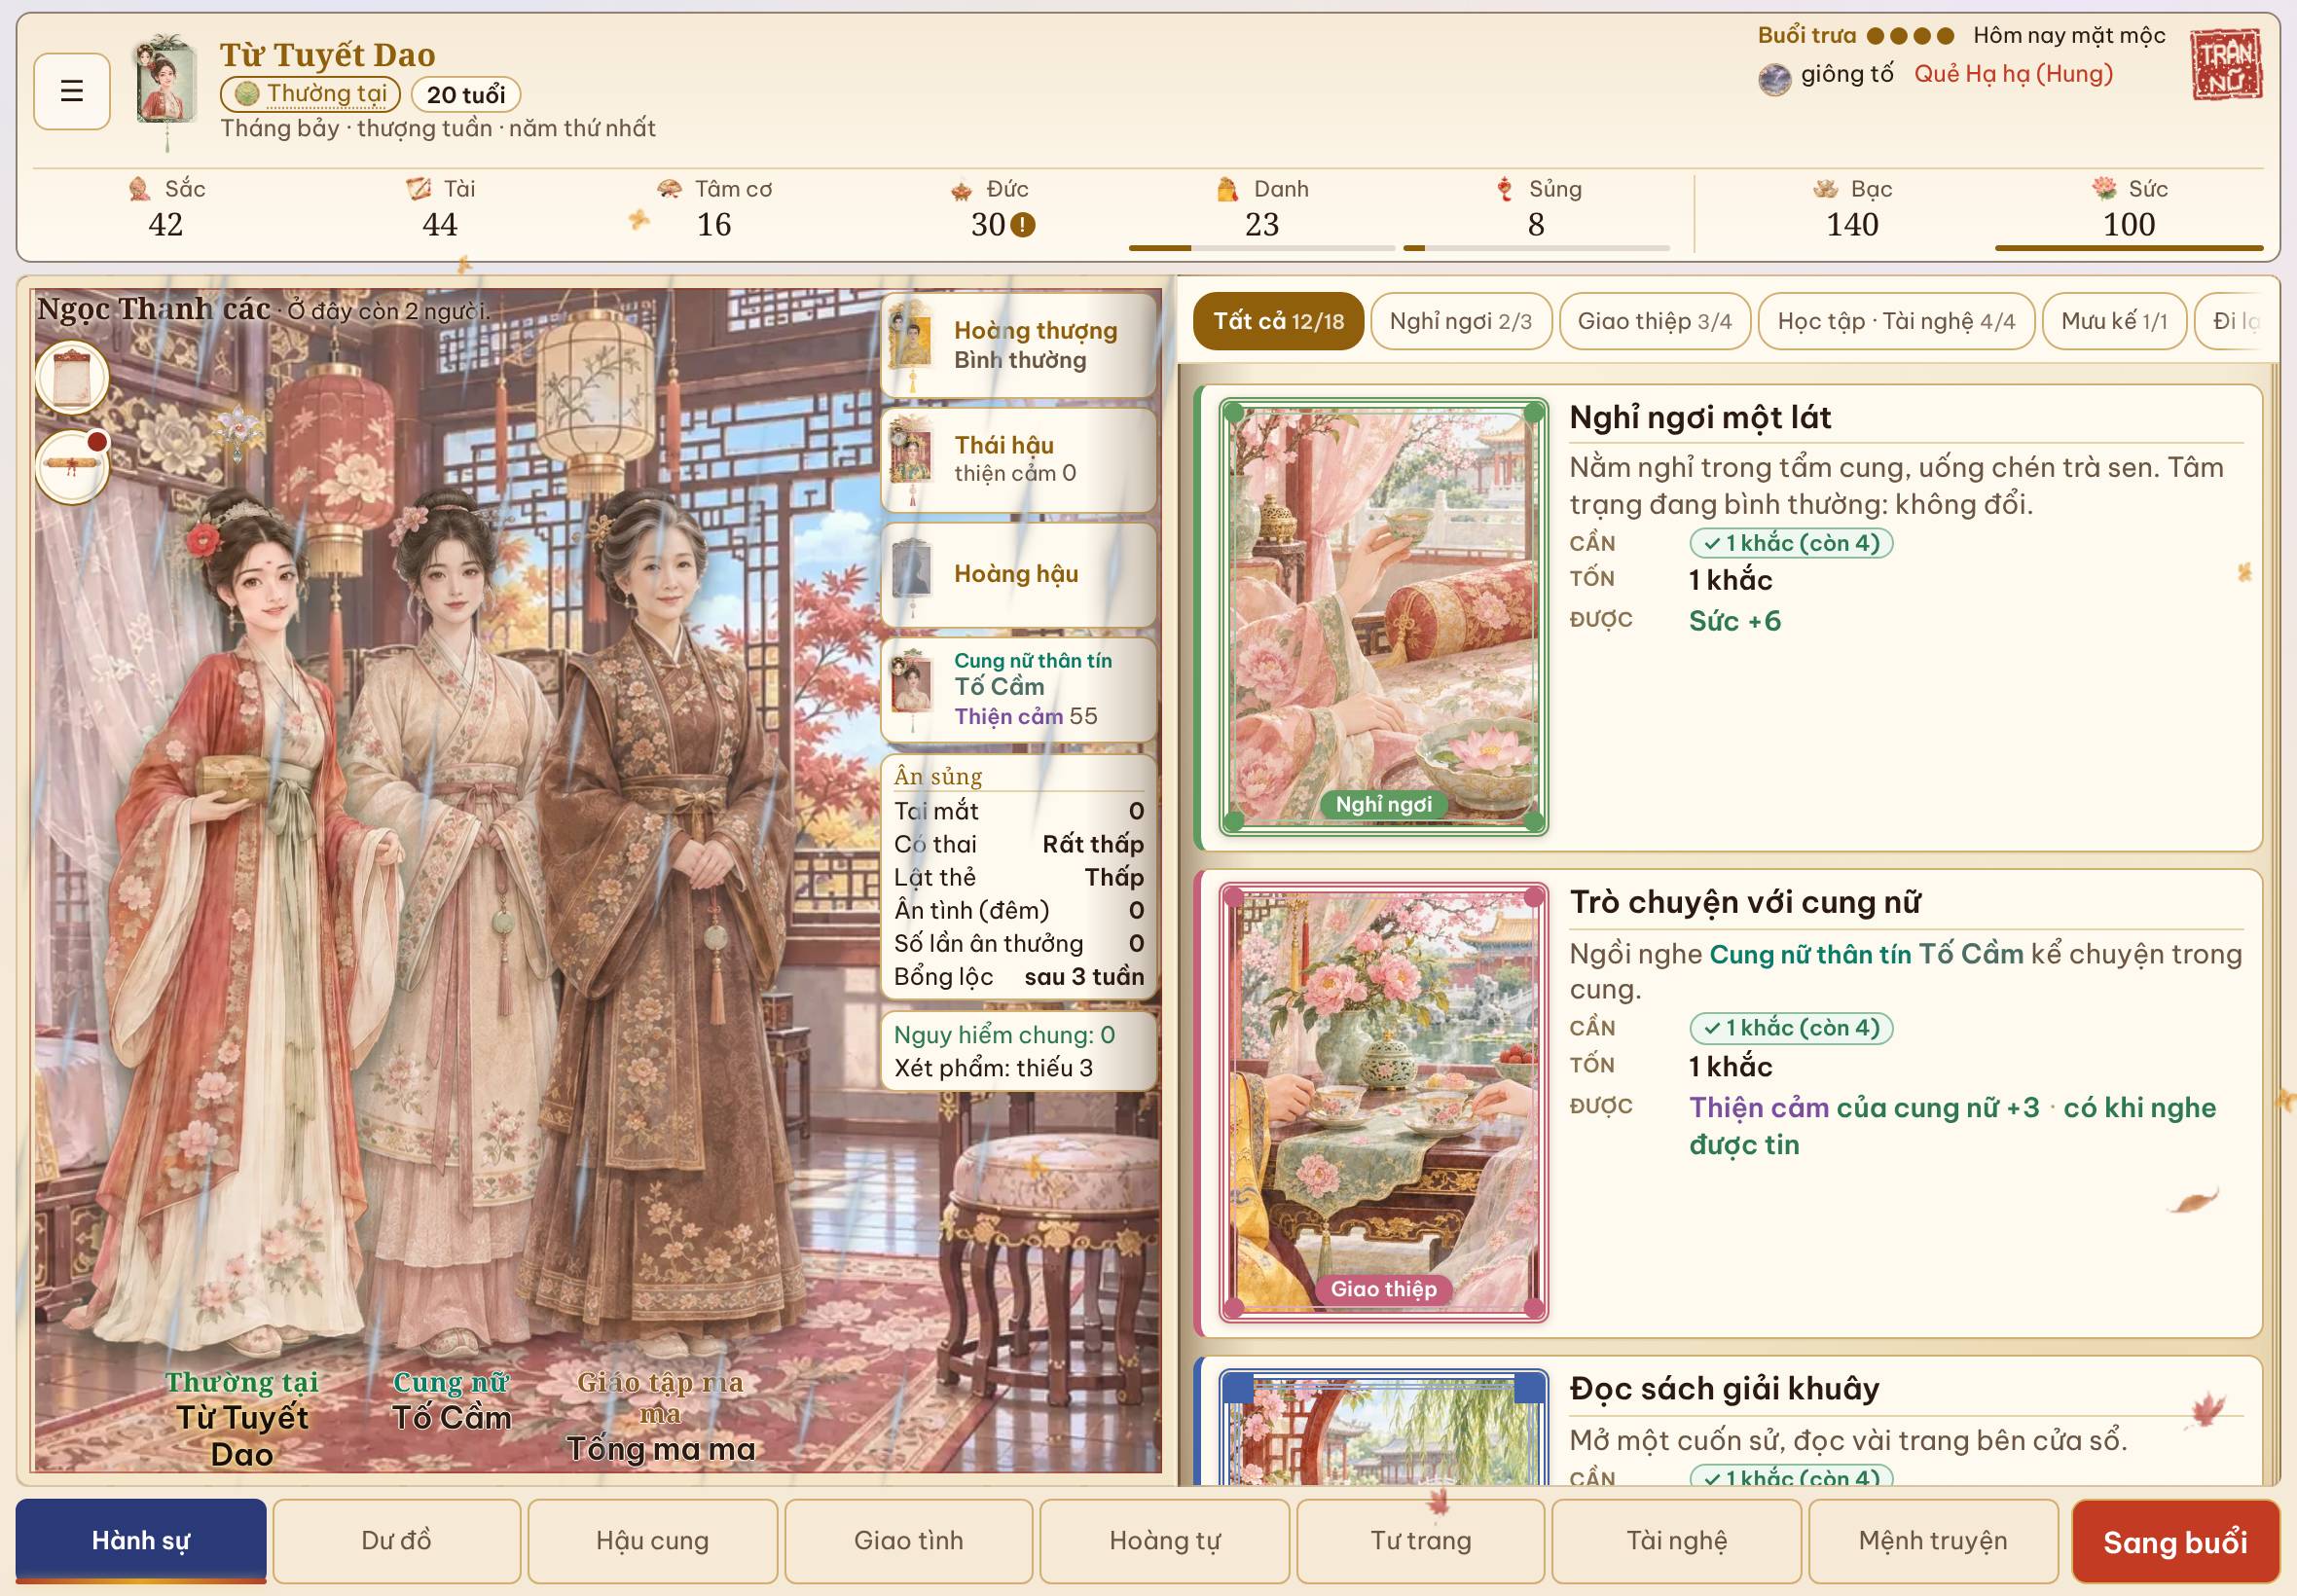 ☰
Từ Tuyết Dao
Thường tại
20 tuổi
Tháng bảy · thượng tuần · năm thứ nhất
Buổi trưa
Hôm nay mặt mộc
giông tố
Quẻ Hạ hạ (Hung)
TRÂN NỮ
Sắc
42
Tài
44
Tâm cơ
16
Đức
30 !
Danh
23
Sủng
8
Bạc
140
Sức
100
Ngọc Thanh các · Ở đây còn 2 người.
Hoàng thượng
Bình thường
Thái hậu
thiện cảm 0
Hoàng hậu
Cung nữ thân tín
Tố Cầm
Thiện cảm 55
Ân sủng
Tai mắt 0
Có thai Rất thấp
Lật thẻ Thấp
Ân tình (đêm) 0
Số lần ân thưởng 0
Bổng lộc sau 3 tuần
Nguy hiểm chung: 0
Xét phẩm: thiếu 3
Thường tại
Từ Tuyết
Dao
Cung nữ
Tố Cầm
Giáo tập ma
ma
Tống ma ma
Tất cả 12/18
Nghỉ ngơi 2/3
Giao thiệp 3/4
Học tập · Tài nghệ 4/4
Mưu kế 1/1
Đi
Nghỉ ngơi
Nghỉ ngơi một lát
Nằm nghỉ trong tẩm cung, uống chén trà sen. Tâm
trạng đang bình thường: không đổi.
CẦN ✓ 1 khắc (còn 4)
TỐN 1 khắc
ĐƯỢC Sức +6
Giao thiệp
Trò chuyện với cung nữ
Ngồi nghe Cung nữ thân tín Tố Cầm kể chuyện trong
cung.
CẦN ✓ 1 khắc (còn 4)
TỐN 1 khắc
ĐƯỢC Thiện cảm của cung nữ +3 · có khi nghe
được tin
Đọc sách giải khuây
Mở một cuốn sử, đọc vài trang bên cửa sổ.
CẦN ✓ 1 khắc (còn 4)
Hành sự
Dư đồ
Hậu cung
Giao tình
Hoàng tự
Tư trang
Tài nghệ
Mệnh truyện
Sang buổi